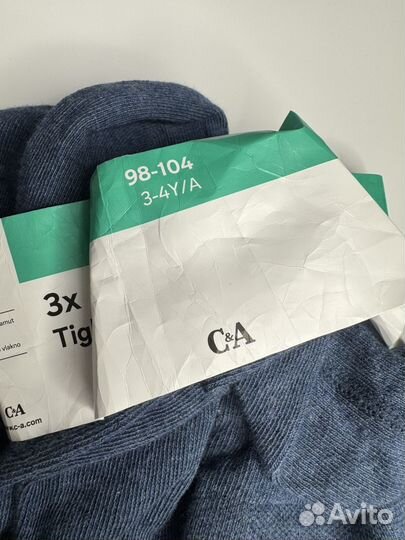 98-104
3-4Y/A
C&A
3x
Tig
amut
vlakno
C&A
w.c-a.com
Avito